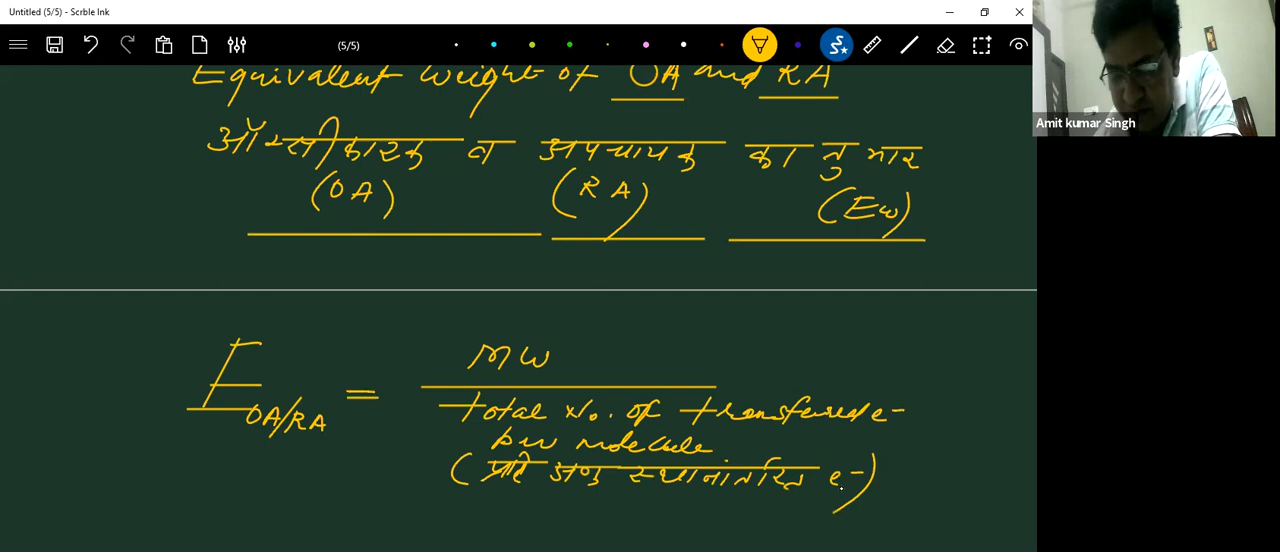 Untitled (5/5) - Scrble Ink
(5/5)
Amit kumar Singh
Equivalent Weight of OA and RA
ऑक्सीकारक व अपचायक का तु भार
(OA) (RA) (Ew)
E OA/RA = MW
Total No. of transferred e-
per molecule
(प्रति अणु स्थानान्तरित e-)